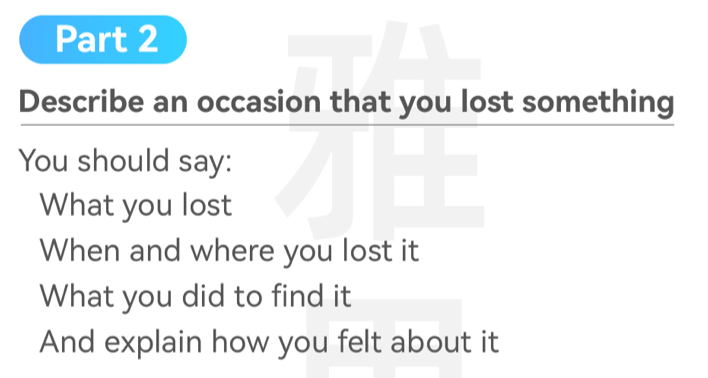 Part 2
Describe an occasion that you lost something
You should say:
What you lost
When and where you lost it
What you did to find it
And explain how you felt about it
雅